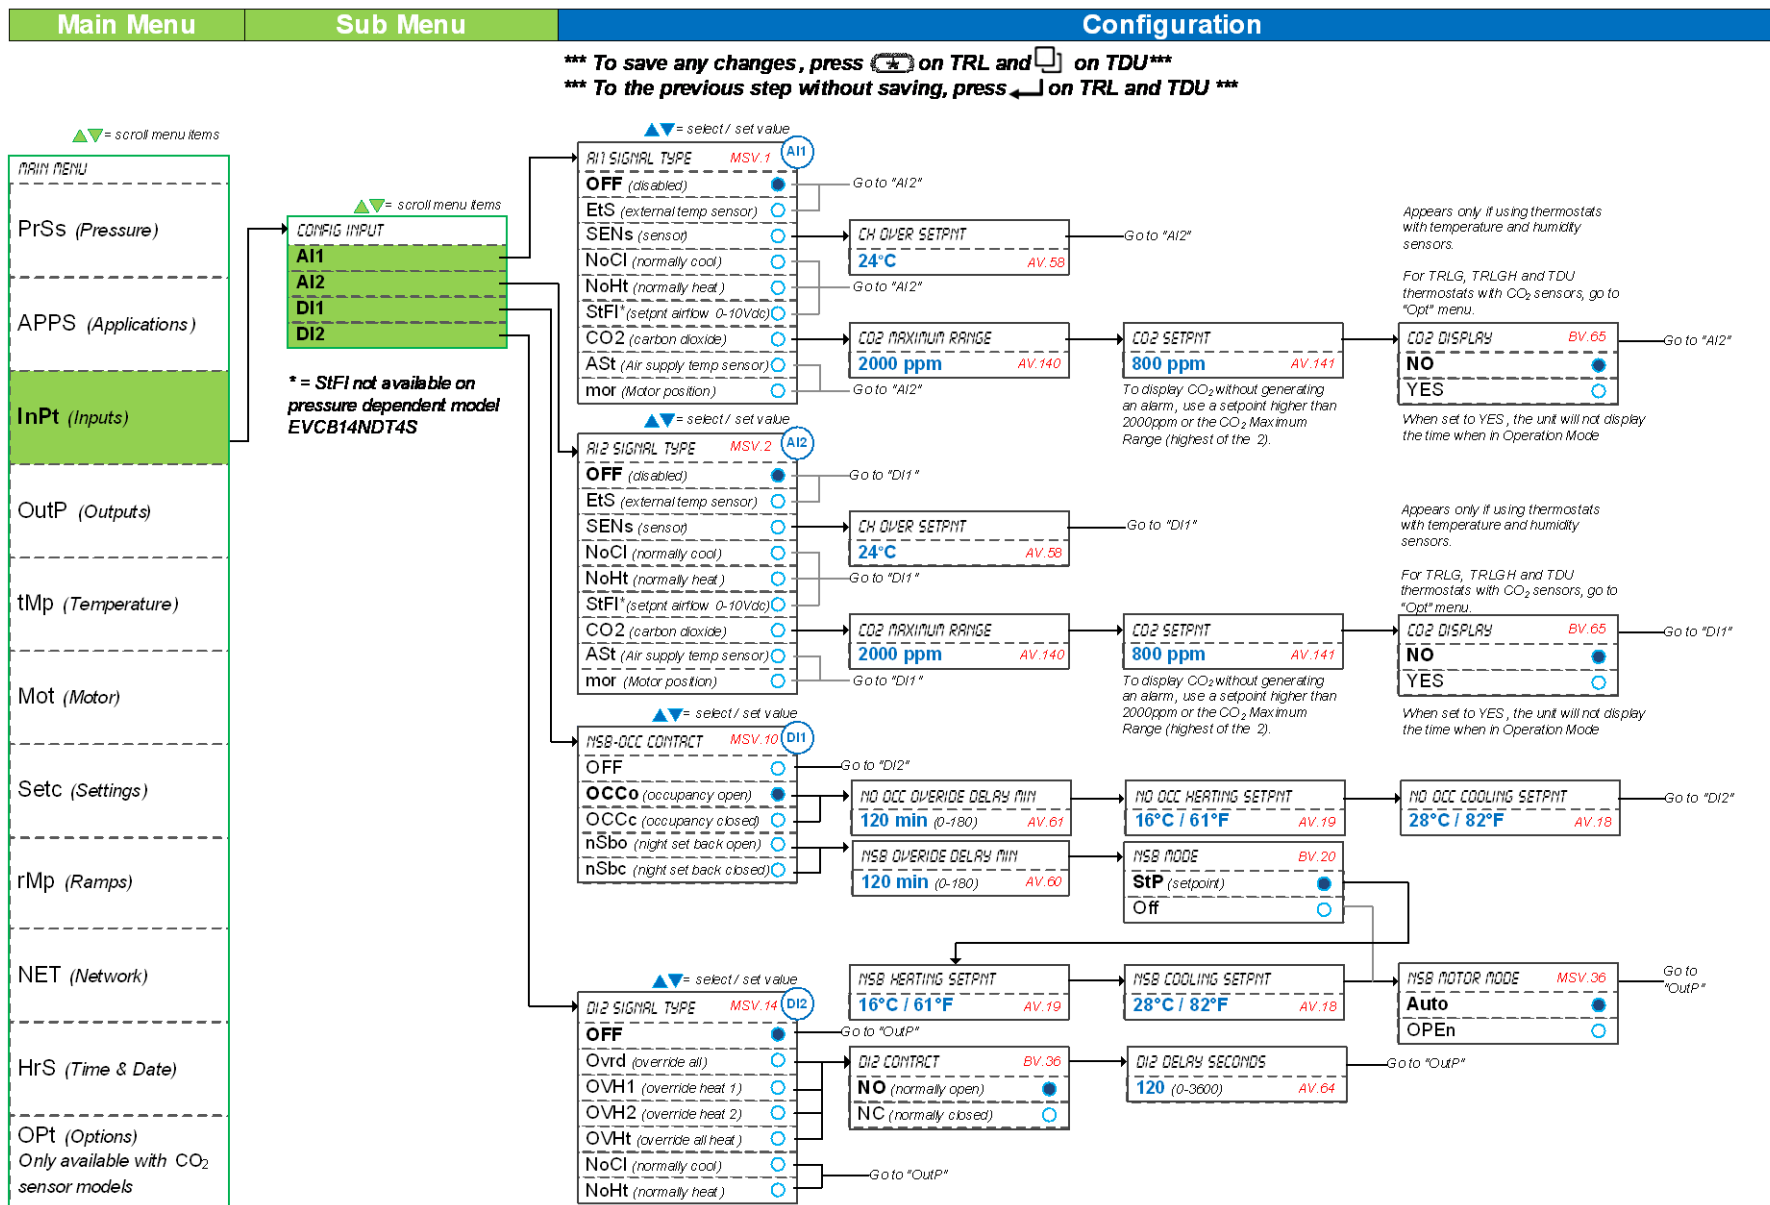 Main Menu
Sub Menu
Configuration
*** To save any changes, press on TRL and on TDU***
*** To the previous step without saving, press on TRL and TDU ***
= scroll menu items
MAIN MENU
PrSs (Pressure)
APPS (Applications)
InPt (Inputs)
OutP (Outputs)
tMp (Temperature)
Mot (Motor)
Setc (Settings)
rMp (Ramps)
NET (Network)
HrS (Time & Date)
OPt (Options)
Only available with CO2
sensor models
= scroll menu items
CONFIG INPUT
AI1
AI2
DI1
DI2
* = StFl not available on
pressure dependent model
EVCB14NDT4S
= select / set value
AI1 SIGNAL TYPE MSV.1 AI1
OFF (disabled)
EtS (external temp sensor)
SENs (sensor)
NoCl (normally cool)
NoHt (normally heat)
StFl* (setpnt airflow 0-10Vdc)
CO2 (carbon dioxide)
ASt (Air supply temp sensor)
mor (Motor position)
Go to "AI2"
CH OVER SETPNT
24°C AV.58
Go to "AI2"
Go to "AI2"
CO2 MAXIMUM RANGE
2000 ppm AV.140
Go to "AI2"
CO2 SETPNT
800 ppm AV.141
To display CO2 without generating
an alarm, use a setpoint higher than
2000ppm or the CO2 Maximum
Range (highest of the 2).
Appears only if using thermostats
with temperature and humidity
sensors.
For TRLG, TRLGH and TDU
thermostats with CO2 sensors, go to
"Opt" menu.
CO2 DISPLAY BV.65
NO
YES
Go to "AI2"
When set to YES, the unit will not display
the time when in Operation Mode
= select / set value
AI2 SIGNAL TYPE MSV.2 AI2
OFF (disabled)
EtS (external temp sensor)
SENs (sensor)
NoCl (normally cool)
NoHt (normally heat)
StFl* (setpnt airflow 0-10Vdc)
CO2 (carbon dioxide)
ASt (Air supply temp sensor)
mor (Motor position)
Go to "DI1"
CH OVER SETPNT
24°C AV.58
Go to "DI1"
Go to "DI1"
CO2 MAXIMUM RANGE
2000 ppm AV.140
Go to "DI1"
CO2 SETPNT
800 ppm AV.141
To display CO2 without generating
an alarm, use a setpoint higher than
2000ppm or the CO2 Maximum
Range (highest of the 2).
Appears only if using thermostats
with temperature and humidity
sensors.
For TRLG, TRLGH and TDU
thermostats with CO2 sensors, go to
"Opt" menu.
CO2 DISPLAY BV.65
NO
YES
Go to "DI1"
When set to YES, the unit will not display
the time when in Operation Mode
= select / set value
NSB-OCC CONTACT MSV.10 DI1
OFF
OCCo (occupancy open)
OCCc (occupancy closed)
nSbo (night set back open)
nSbc (night set back closed)
Go to "DI2"
NO OCC OVERIDE DELAY MIN
120 min (0-180) AV.61
NO OCC HEATING SETPNT
16°C / 61°F AV.19
NO OCC COOLING SETPNT
28°C / 82°F AV.18
Go to "DI2"
NSB OVERIDE DELAY MIN
120 min (0-180) AV.60
NSB MODE BV.20
StP (setpoint)
Off
NSB HEATING SETPNT
16°C / 61°F AV.19
NSB COOLING SETPNT
28°C / 82°F AV.18
NSB MOTOR MODE MSV.36
Auto
OPEn
Go to
"OutP"
= select / set value
DI2 SIGNAL TYPE MSV.14 DI2
OFF
Ovrd (override all)
OVH1 (override heat 1)
OVH2 (override heat 2)
OVHt (override all heat)
NoCl (normally cool)
NoHt (normally heat)
Go to "OutP"
DI2 CONTACT BV.36
NO (normally open)
NC (normally closed)
DI2 DELAY SECONDS
120 (0-3600) AV.64
Go to "OutP"
Go to "OutP"